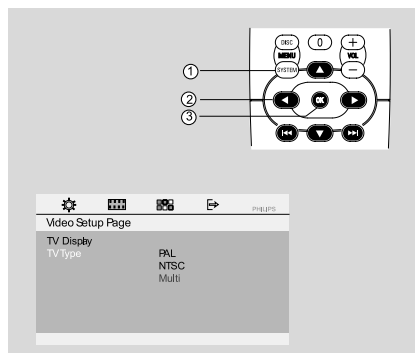 DISC 0 +
MENU VOL
SYSTEM −
1
2
OK
3
PHILIPS
Video Setup Page
TV Display
TV Type PAL
NTSC
Multi